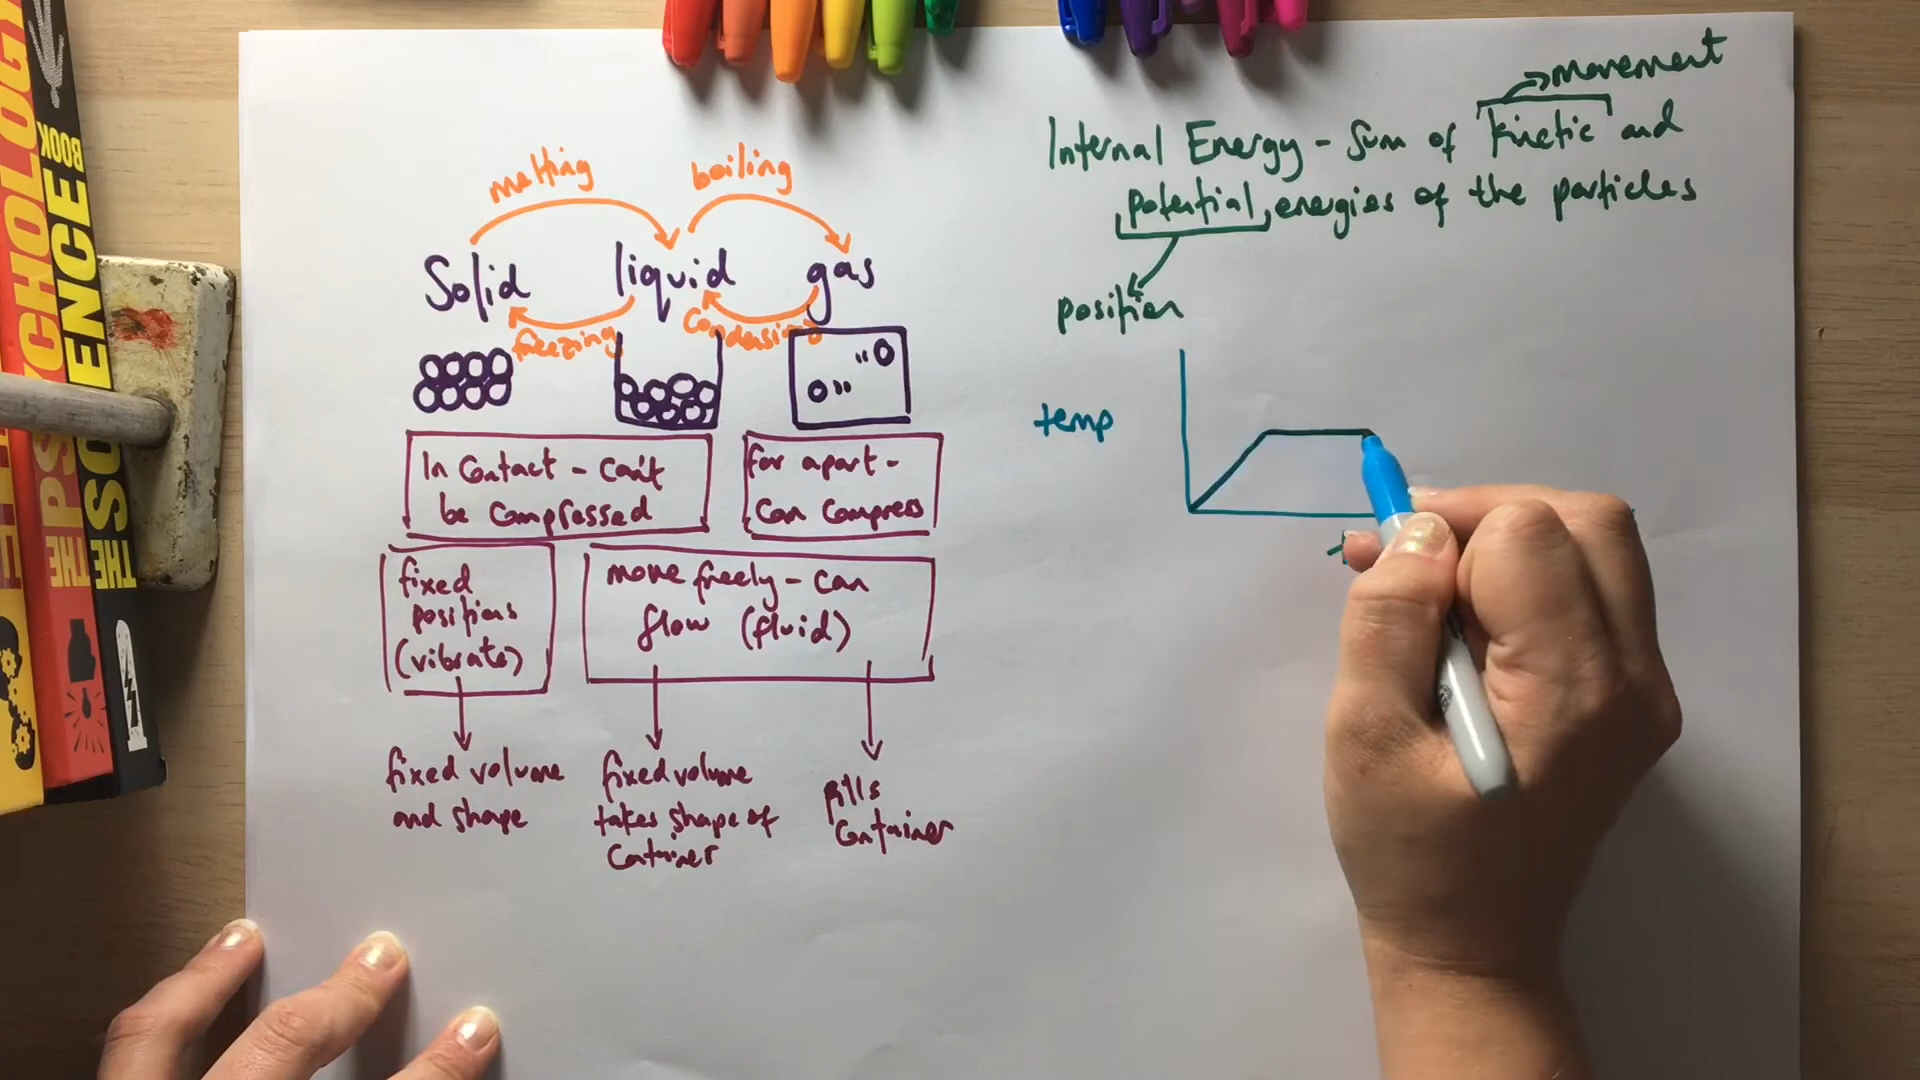 melting
boiling
Solid
liquid
gas
freezing
Condensing
In Contact - can't
be compressed
far apart -
Can compress
fixed
positions
(vibrate)
move freely - can
flow (fluid)
fixed volume
and shape
fixed volume
takes shape of
Container
fills
Container
movement
Internal Energy - Sum of kinetic and
potential energies of the particles
position
temp
PSYCHOLOGY
THE
BOOK
SCIENCE
THE